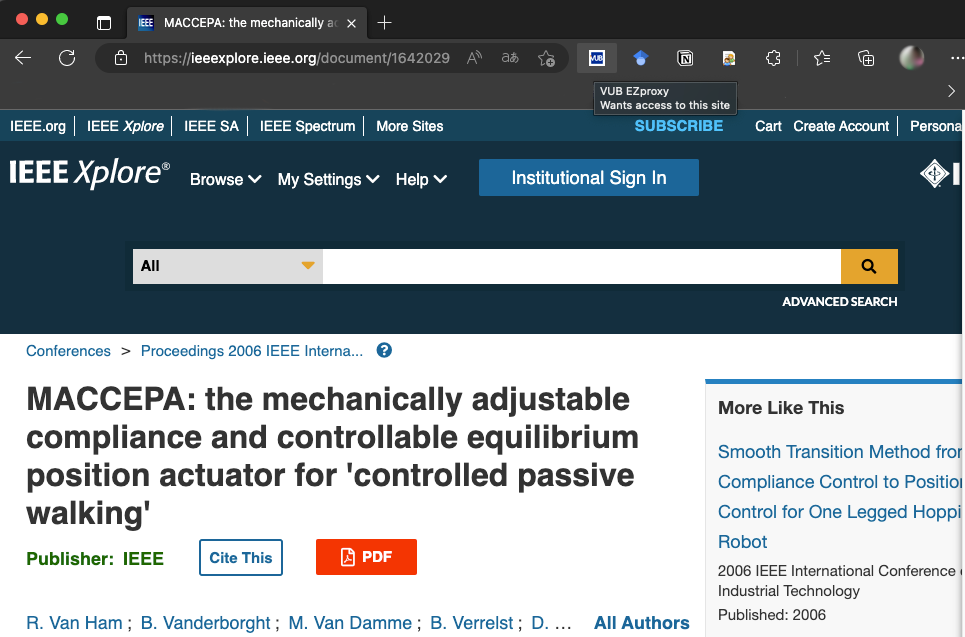 IEEE MACCEPA: the mechanically a
https://ieeexplore.ieee.org/document/1642029
VUB
VUB EZproxy
Wants access to this site
IEEE.org IEEE Xplore IEEE SA IEEE Spectrum More Sites SUBSCRIBE Cart Create Account Persona
IEEE Xplore® Browse My Settings Help Institutional Sign In I
All
ADVANCED SEARCH
Conferences > Proceedings 2006 IEEE Interna... ?
MACCEPA: the mechanically adjustable
compliance and controllable equilibrium
position actuator for 'controlled passive
walking'
Publisher: IEEE Cite This PDF
R. Van Ham ; B. Vanderborght ; M. Van Damme ; B. Verrelst ; D. ... All Authors
More Like This
Smooth Transition Method from
Compliance Control to Position
Control for One Legged Hoppi
Robot
2006 IEEE International Conference
Industrial Technology
Published: 2006